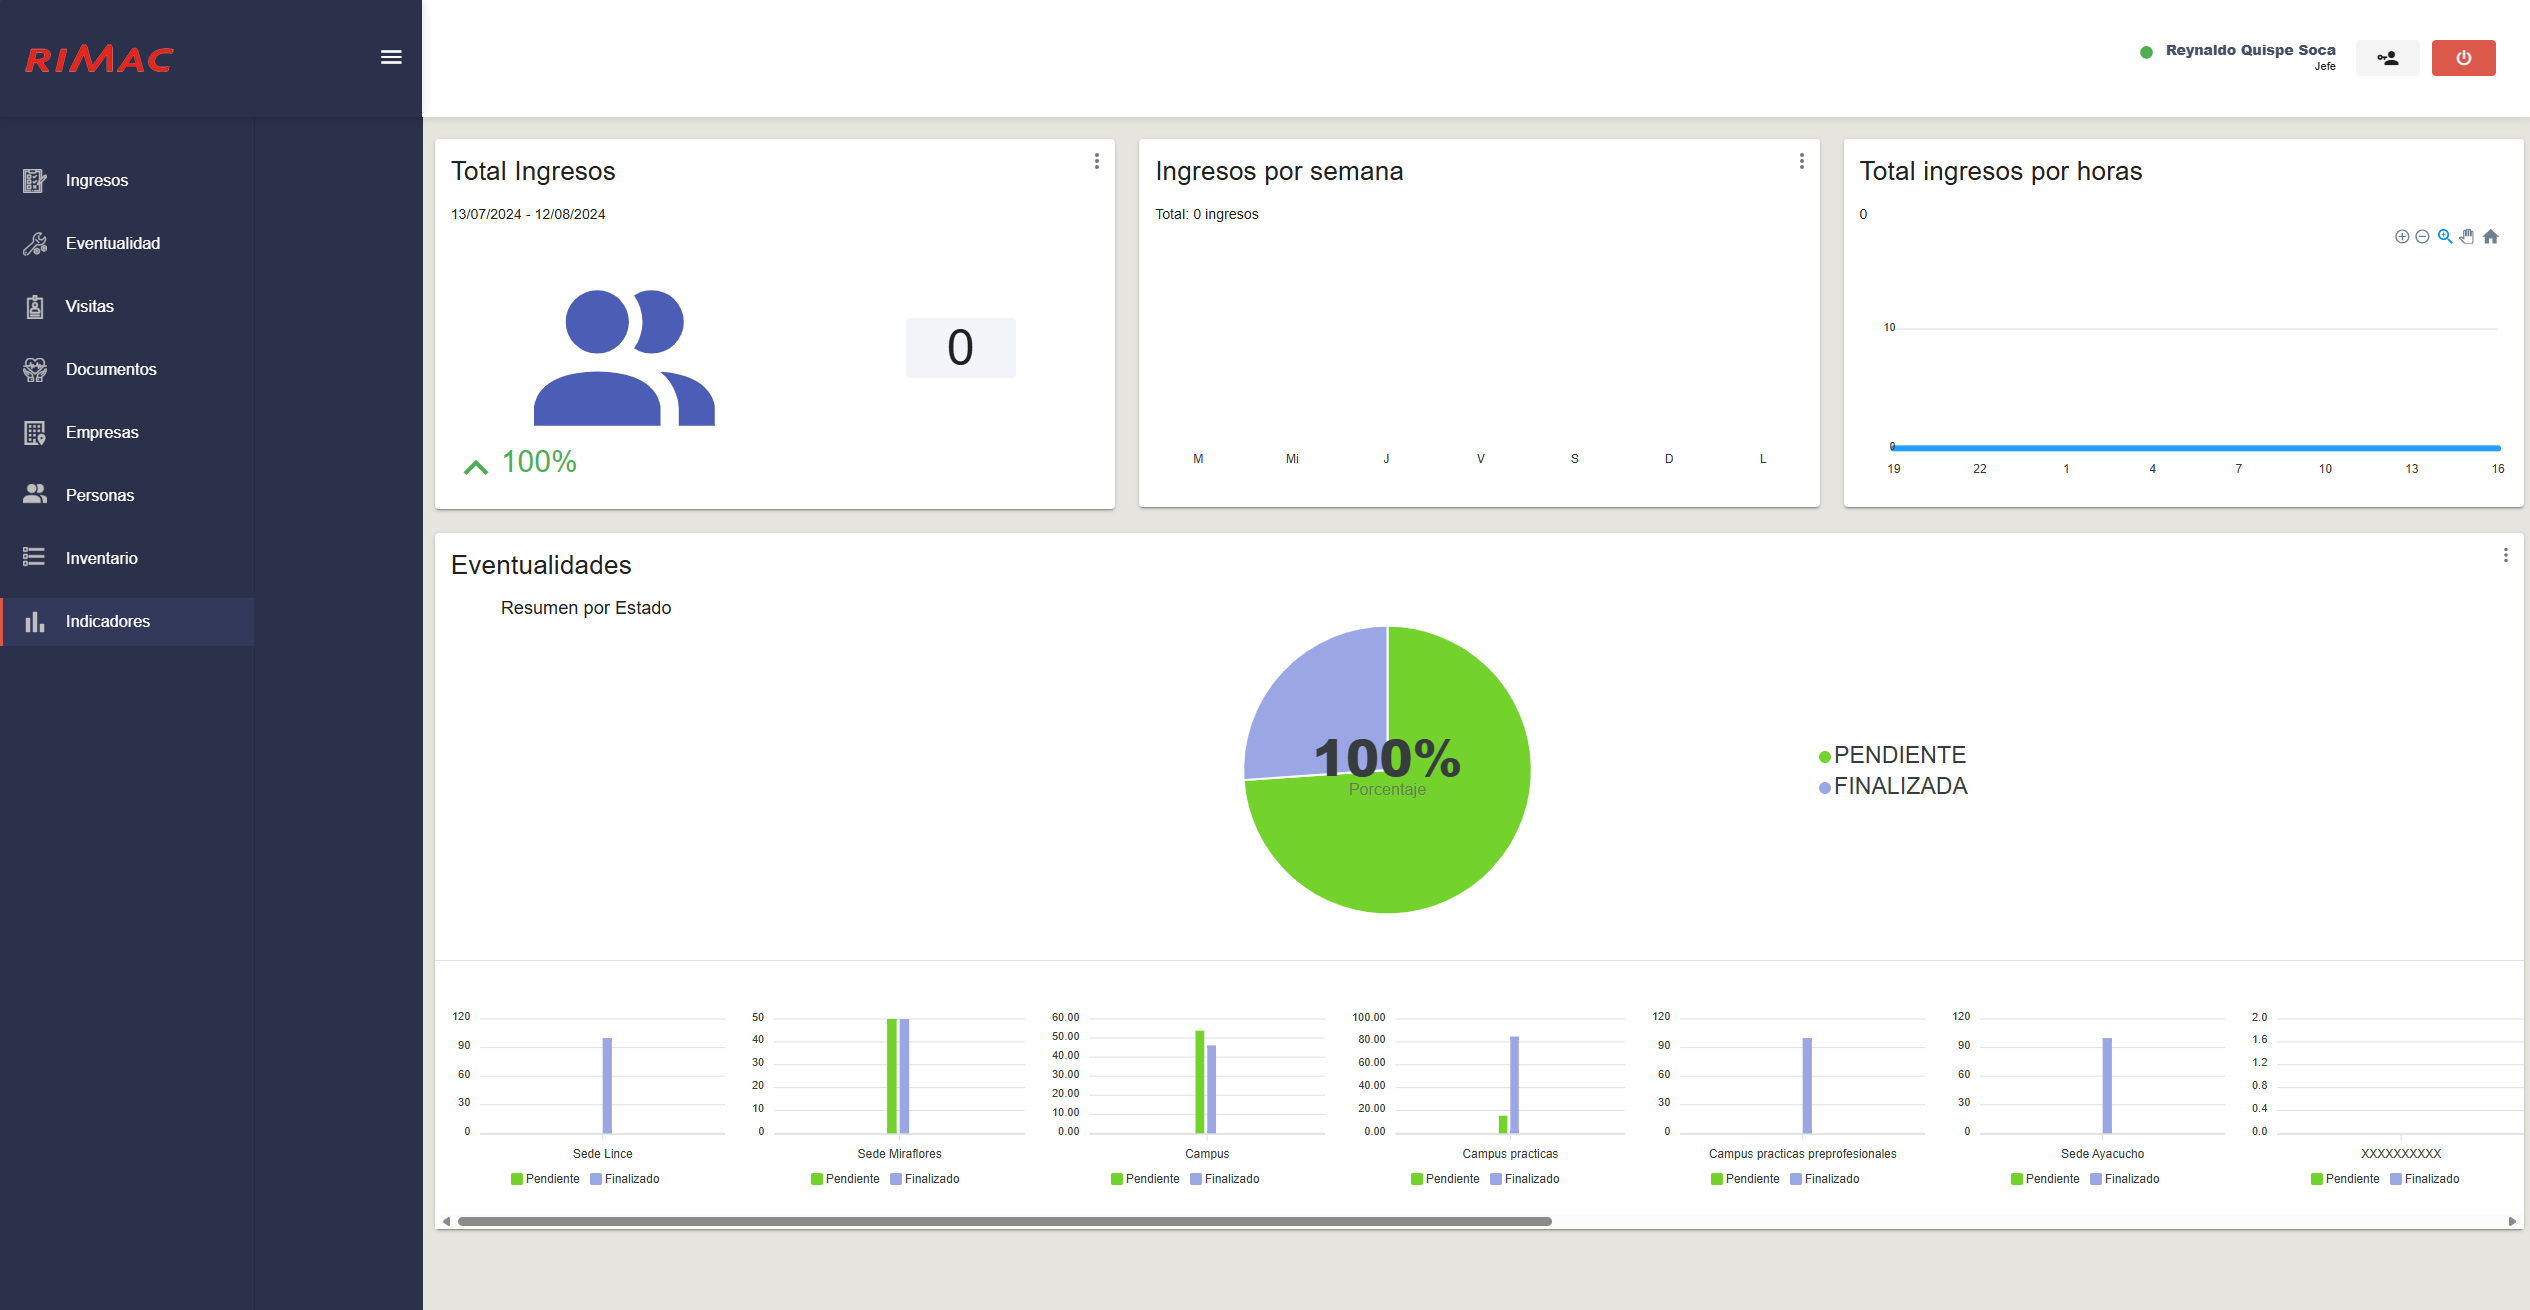 RIMAC
Reynaldo Quispe Soca
Jefe
Ingresos
Eventualidad
Visitas
Documentos
Empresas
Personas
Inventario
Indicadores
Total Ingresos
13/07/2024 - 12/08/2024
0
100%
Ingresos por semana
Total: 0 ingresos
M Mi J V S D L
Total ingresos por horas
0
10
0
19 22 1 4 7 10 13 16
Eventualidades
Resumen por Estado
100%
Porcentaje
PENDIENTE
FINALIZADA
120
90
60
30
0
Sede Lince
Pendiente Finalizado
50
40
30
20
10
0
Sede Miraflores
Pendiente Finalizado
60.00
50.00
40.00
30.00
20.00
10.00
0.00
Campus
Pendiente Finalizado
100.00
80.00
60.00
40.00
20.00
0.00
Campus practicas
Pendiente Finalizado
120
90
60
30
0
Campus practicas preprofesionales
Pendiente Finalizado
120
90
60
30
0
Sede Ayacucho
Pendiente Finalizado
2.0
1.6
1.2
0.8
0.4
0.0
XXXXXXXXXX
Pendiente Finalizado